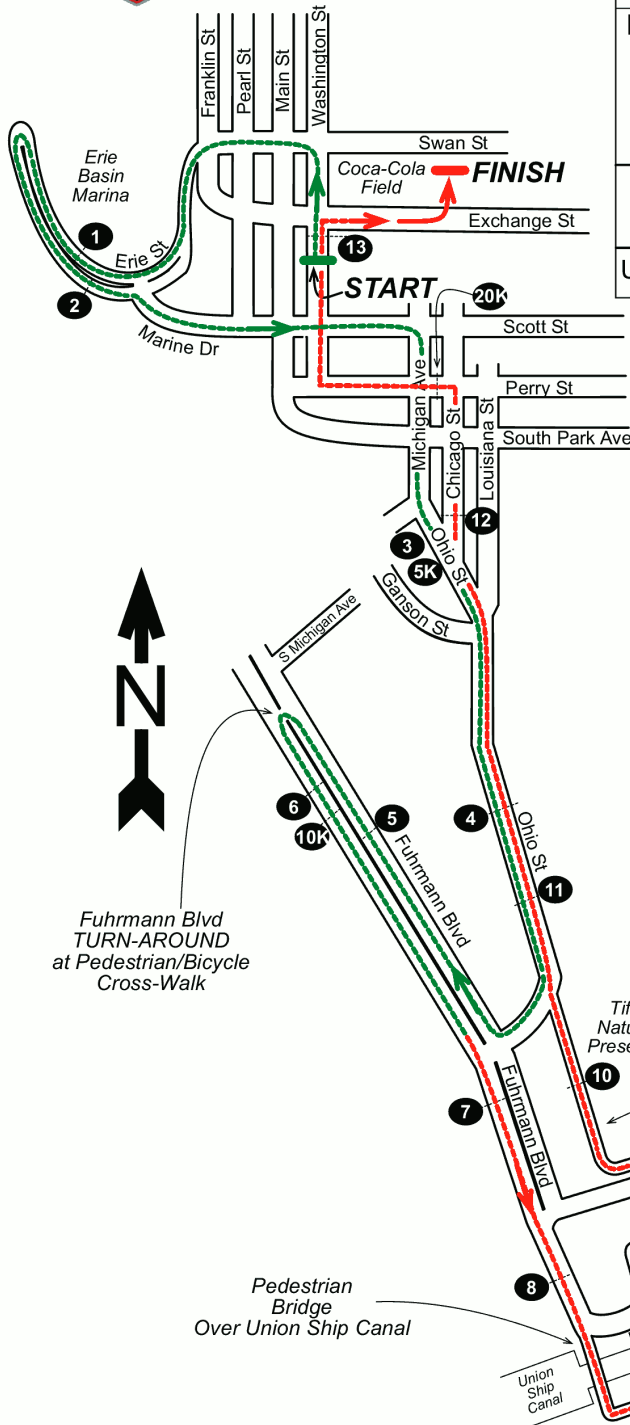 Franklin St
Pearl St
Main St
Washington St
Swan St
Erie
Basin
Marina
Coca-Cola
Field
FINISH
Exchange St
1
Erie St
13
2
START
20K
Marine Dr
Scott St
Michigan Ave
Perry St
Chicago St
Louisiana St
South Park Ave
12
3
Ohio St
5K
Ganson St
S Michigan Ave
N
6
5
4
10K
Ohio St
Fuhrmann Blvd
11
Fuhrmann Blvd
TURN-AROUND
at Pedestrian/Bicycle
Cross-Walk
Tif
Natu
Prese
10
7
Fuhrmann Blvd
8
Pedestrian
Bridge
Over Union Ship Canal
Union
Ship
Canal